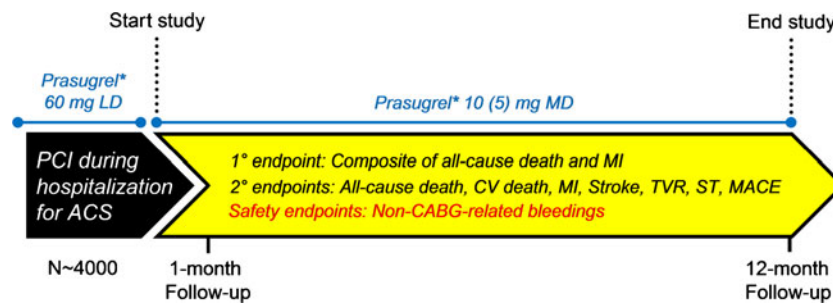 Start study
End study
Prasugrel*
60 mg LD
Prasugrel* 10 (5) mg MD
PCI during
hospitalization
for ACS
1° endpoint: Composite of all-cause death and MI
2° endpoints: All-cause death, CV death, MI, Stroke, TVR, ST, MACE
Safety endpoints: Non-CABG-related bleedings
N~4000
1-month
Follow-up
12-month
Follow-up